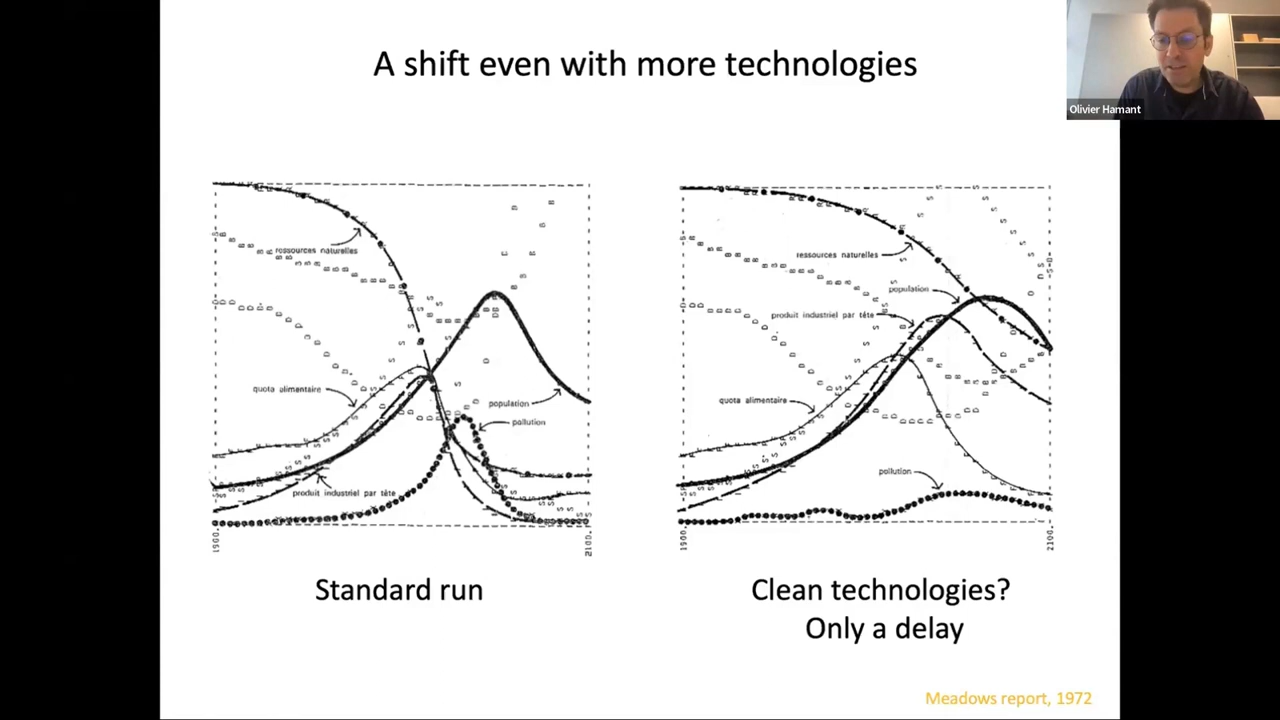 A shift even with more technologies
Olivier Hamant
ressources naturelles
quota alimentaire
population
pollution
produit industriel par tête
1900.
2100.
Standard run
ressources naturelles
population
produit industriel par tête
quota alimentaire
pollution
1900.
2100.
Clean technologies?
Only a delay
Meadows report, 1972